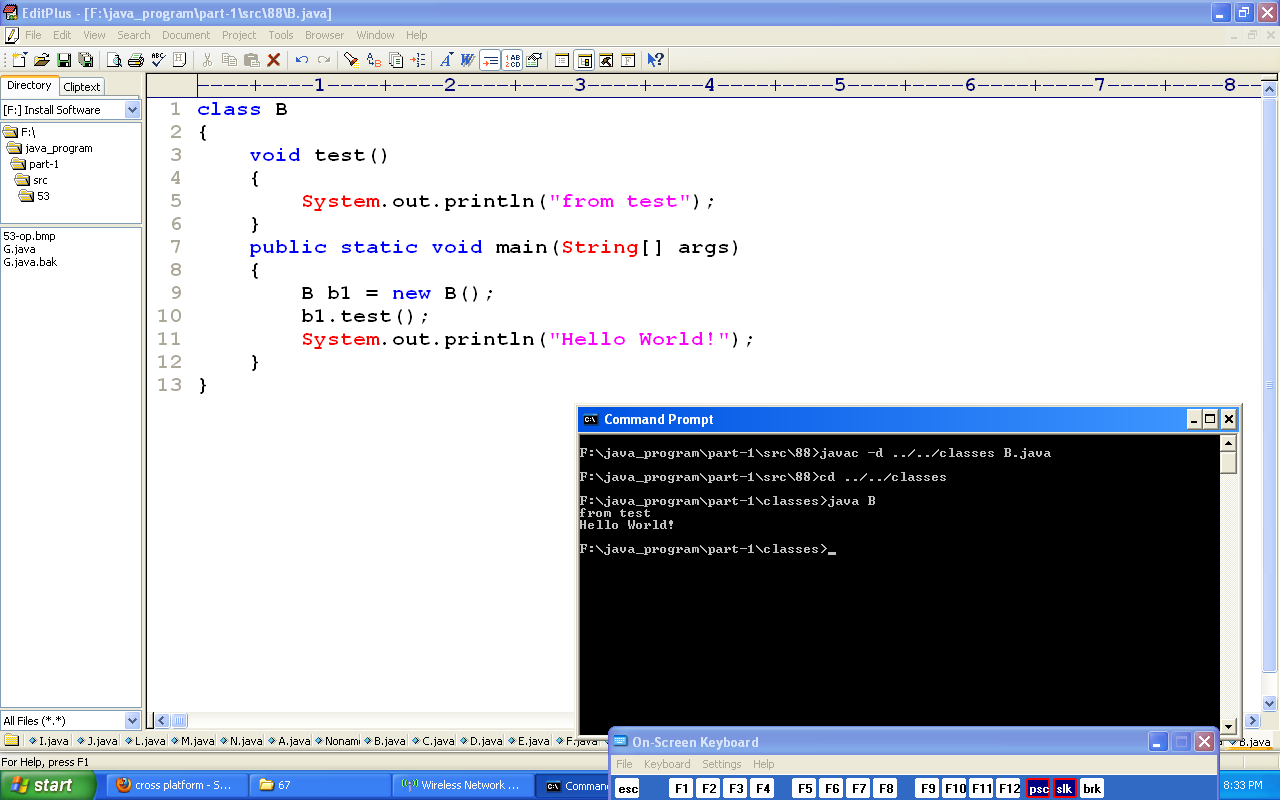 EditPlus - [F:\java_program\part-1\src\88\B.java]
File Edit View Search Document Project Tools Browser Window Help
Directory Cliptext
[F:] Install Software
F:\
java_program
part-1
src
53
53-op.bmp
G.java
G.java.bak
All Files (*.*)
----+----1----+----2----+----3----+----4----+----5----+----6----+----7----+----8--
1 class B
2 {
3 void test()
4 {
5 System.out.println("from test");
6 }
7 public static void main(String[] args)
8 {
9 B b1 = new B();
10 b1.test();
11 System.out.println("Hello World!");
12 }
13 }
Command Prompt
F:\java_program\part-1\src\88>javac -d ../../classes B.java
F:\java_program\part-1\src\88>cd ../../classes
F:\java_program\part-1\classes>java B
from test
Hello World!
F:\java_program\part-1\classes>_
I.java J.java L.java M.java N.java A.java Nonam B.java C.java D.java E.java F.java B.java
For Help, press F1
On-Screen Keyboard
File Keyboard Settings Help
esc F1 F2 F3 F4 F5 F6 F7 F8 F9 F10 F11 F12 psc slk brk
start cross platform - S... 67 Wireless Network ... Comman 8:33 PM